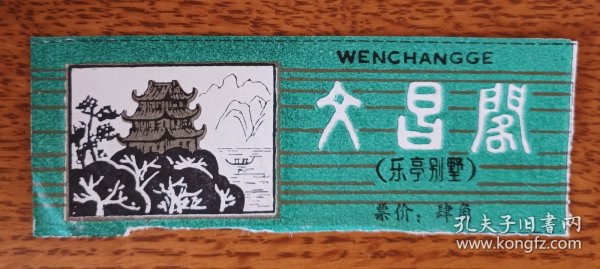 WENCHANGGE
文昌阁
(乐亭别墅)
票价：肆角
孔夫子旧书网
www.kongfz.com